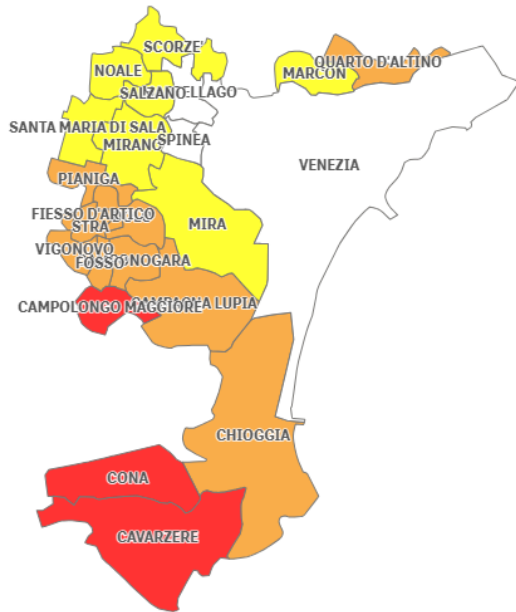 SCORZE'
QUARTO D'ALTINO
NOALE
MARCON
SALZANO
ELLAGO
SANTA MARIA DI SALA
SPINEA
MIRANO
VENEZIA
PIANIGA
FIESSO D'ARTICO
STRA
MIRA
VIGONOVO
NOGARA
FOSSO'
CAMPOLONGO MAGGIORE
LUPIA
CHIOGGIA
CONA
CAVARZERE